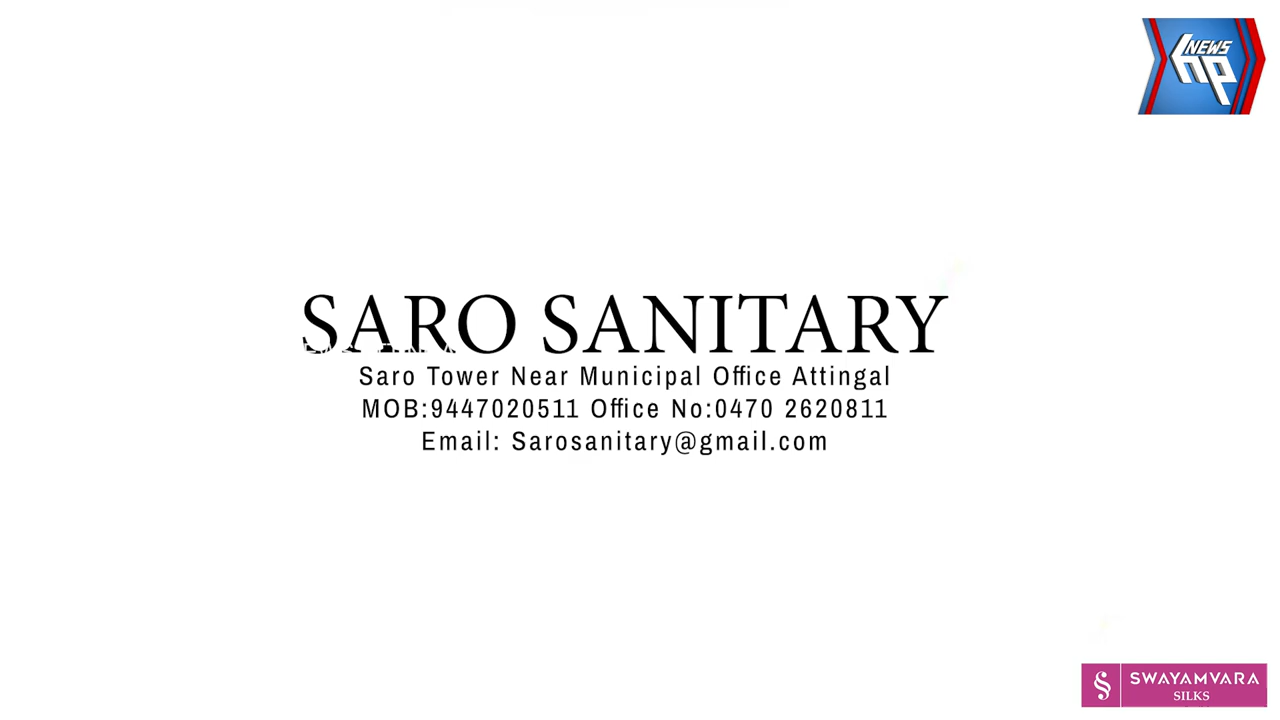 NEWS
hp
SARO SANITARY
Saro Tower Near Municipal Office Attingal
MOB:9447020511 Office No:0470 2620811
Email: Sarosanitary@gmail.com
SWAYAMVARA
SILKS